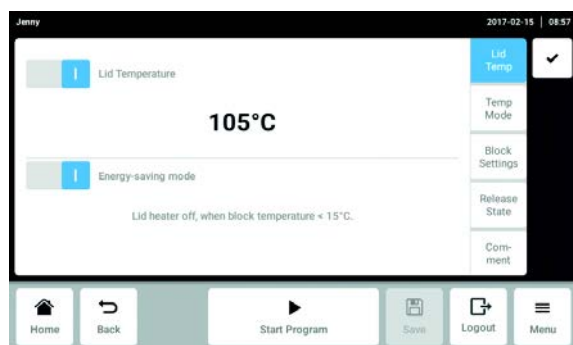 Jenny
2017-02-15 | 08:57
Lid Temperature
105°C
Energy-saving mode
Lid heater off, when block temperature < 15°C.
Lid
Temp
Temp
Mode
Block
Settings
Release
State
Com-
ment
Home
Back
Start Program
Save
Logout
Menu